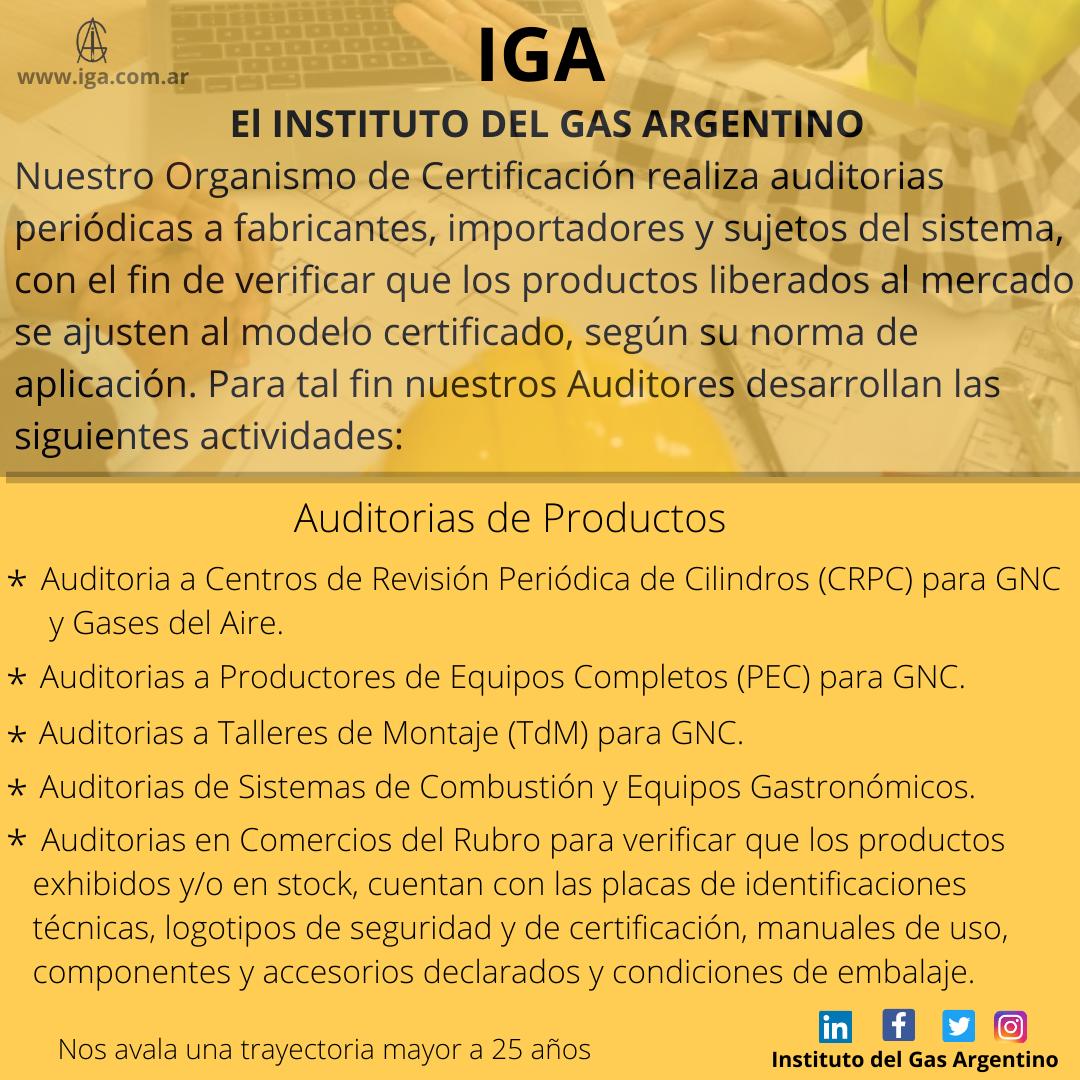 www.iga.com.ar
IGA
El INSTITUTO DEL GAS ARGENTINO
Nuestro Organismo de Certificación realiza auditorias
periódicas a fabricantes, importadores y sujetos del sistema,
con el fin de verificar que los productos liberados al mercado
se ajusten al modelo certificado, según su norma de
aplicación. Para tal fin nuestros Auditores desarrollan las
siguientes actividades:
Auditorias de Productos
* Auditoria a Centros de Revisión Periódica de Cilindros (CRPC) para GNC
y Gases del Aire.
* Auditorias a Productores de Equipos Completos (PEC) para GNC.
* Auditorias a Talleres de Montaje (TdM) para GNC.
* Auditorias de Sistemas de Combustión y Equipos Gastronómicos.
* Auditorias en Comercios del Rubro para verificar que los productos
exhibidos y/o en stock, cuentan con las placas de identificaciones
técnicas, logotipos de seguridad y de certificación, manuales de uso,
componentes y accesorios declarados y condiciones de embalaje.
Nos avala una trayectoria mayor a 25 años
Instituto del Gas Argentino